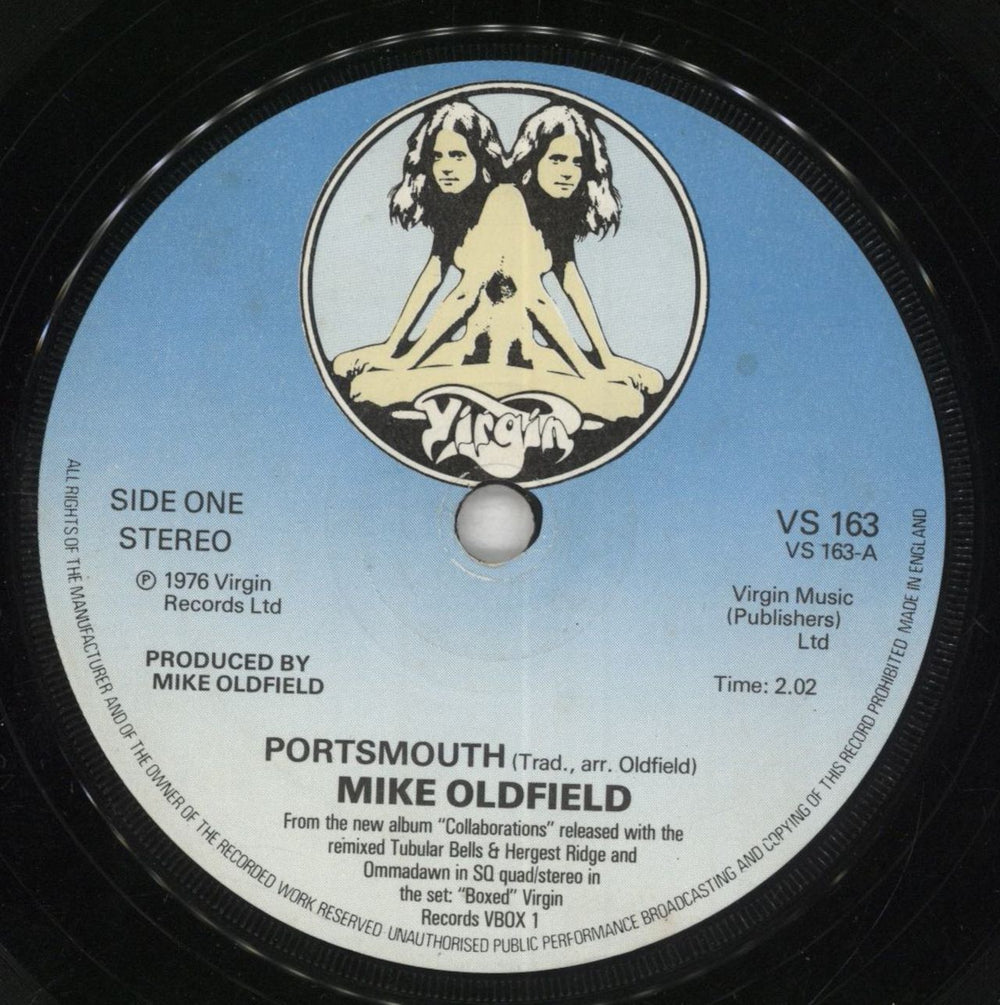 Virgin
SIDE ONE
STEREO
℗ 1976 Virgin
Records Ltd
PRODUCED BY
MIKE OLDFIELD
VS 163
VS 163-A
Virgin Music
(Publishers)
Ltd
Time: 2.02
PORTSMOUTH (Trad., arr. Oldfield)
MIKE OLDFIELD
From the new album “Collaborations” released with the
remixed Tubular Bells & Hergest Ridge and
Ommadawn in SQ quad/stereo in
the set: “Boxed” Virgin
Records VBOX 1
ALL RIGHTS OF THE MANUFACTURER AND OF THE OWNER OF THE RECORDED WORK RESERVED UNAUTHORISED PUBLIC PERFORMANCE BROADCASTING AND COPYING OF THIS RECORD PROHIBITED MADE IN ENGLAND